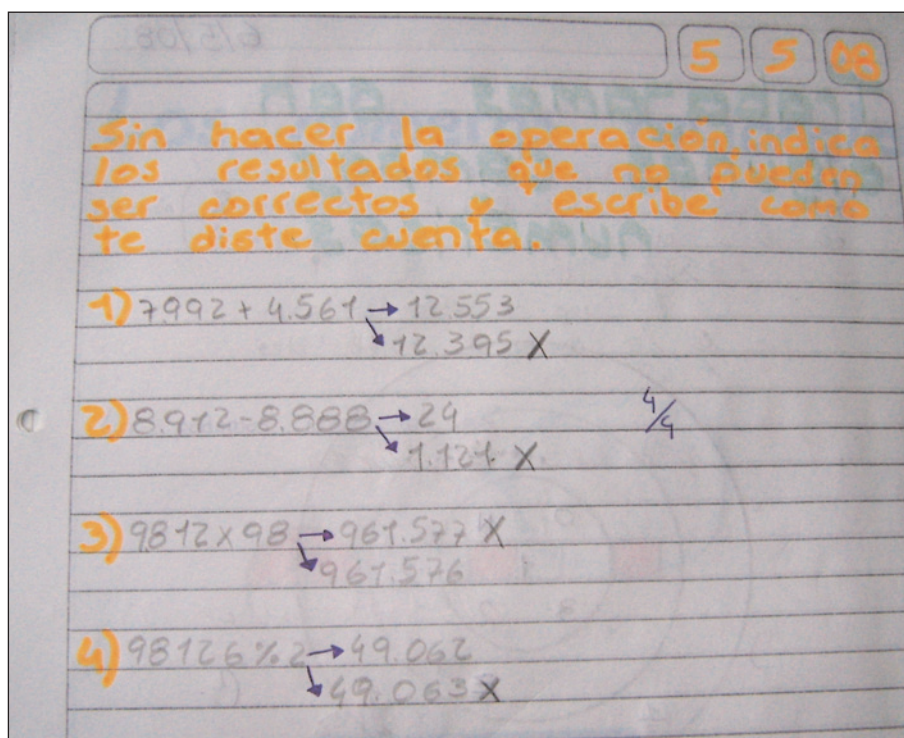 5 5 08
Sin hacer la operación, indica
los resultados que no pueden
ser correctos y escribe como
te diste cuenta.
1) 7992 + 4.561 → 12.553
↘ 12.395 X
2) 8.912 - 8.888 → 24
↘ 1.121 X
4/4
3) 9812 x 98 → 961.577 X
↘ 961.576
4) 98126 % 2 → 49.062
↘ 49.063 X